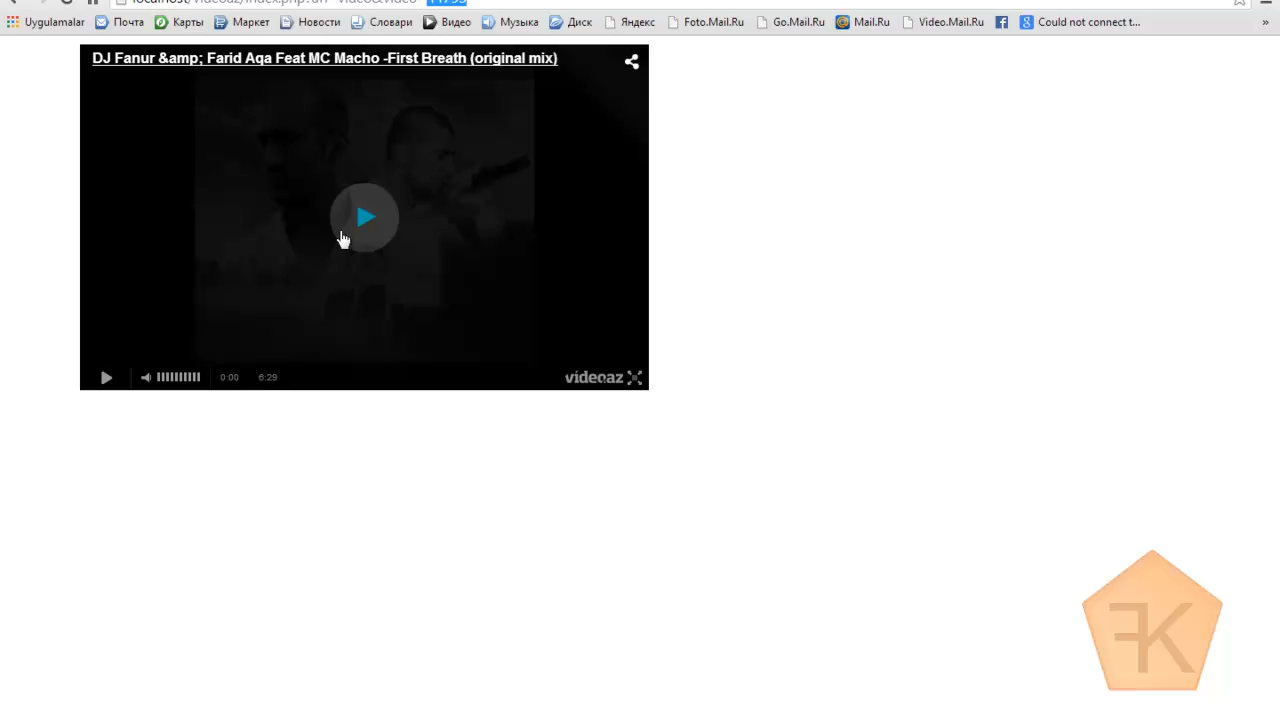 Uygulamalar Почта Карты Маркет Новости Словари Видео Музыка Диск Яндекс Foto.Mail.Ru Go.Mail.Ru Mail.Ru Video.Mail.Ru Could not connect t... »
DJ Fanur &amp; Farid Aqa Feat MC Macho -First Breath (original mix)
0:00 6:29 videoaz
FK